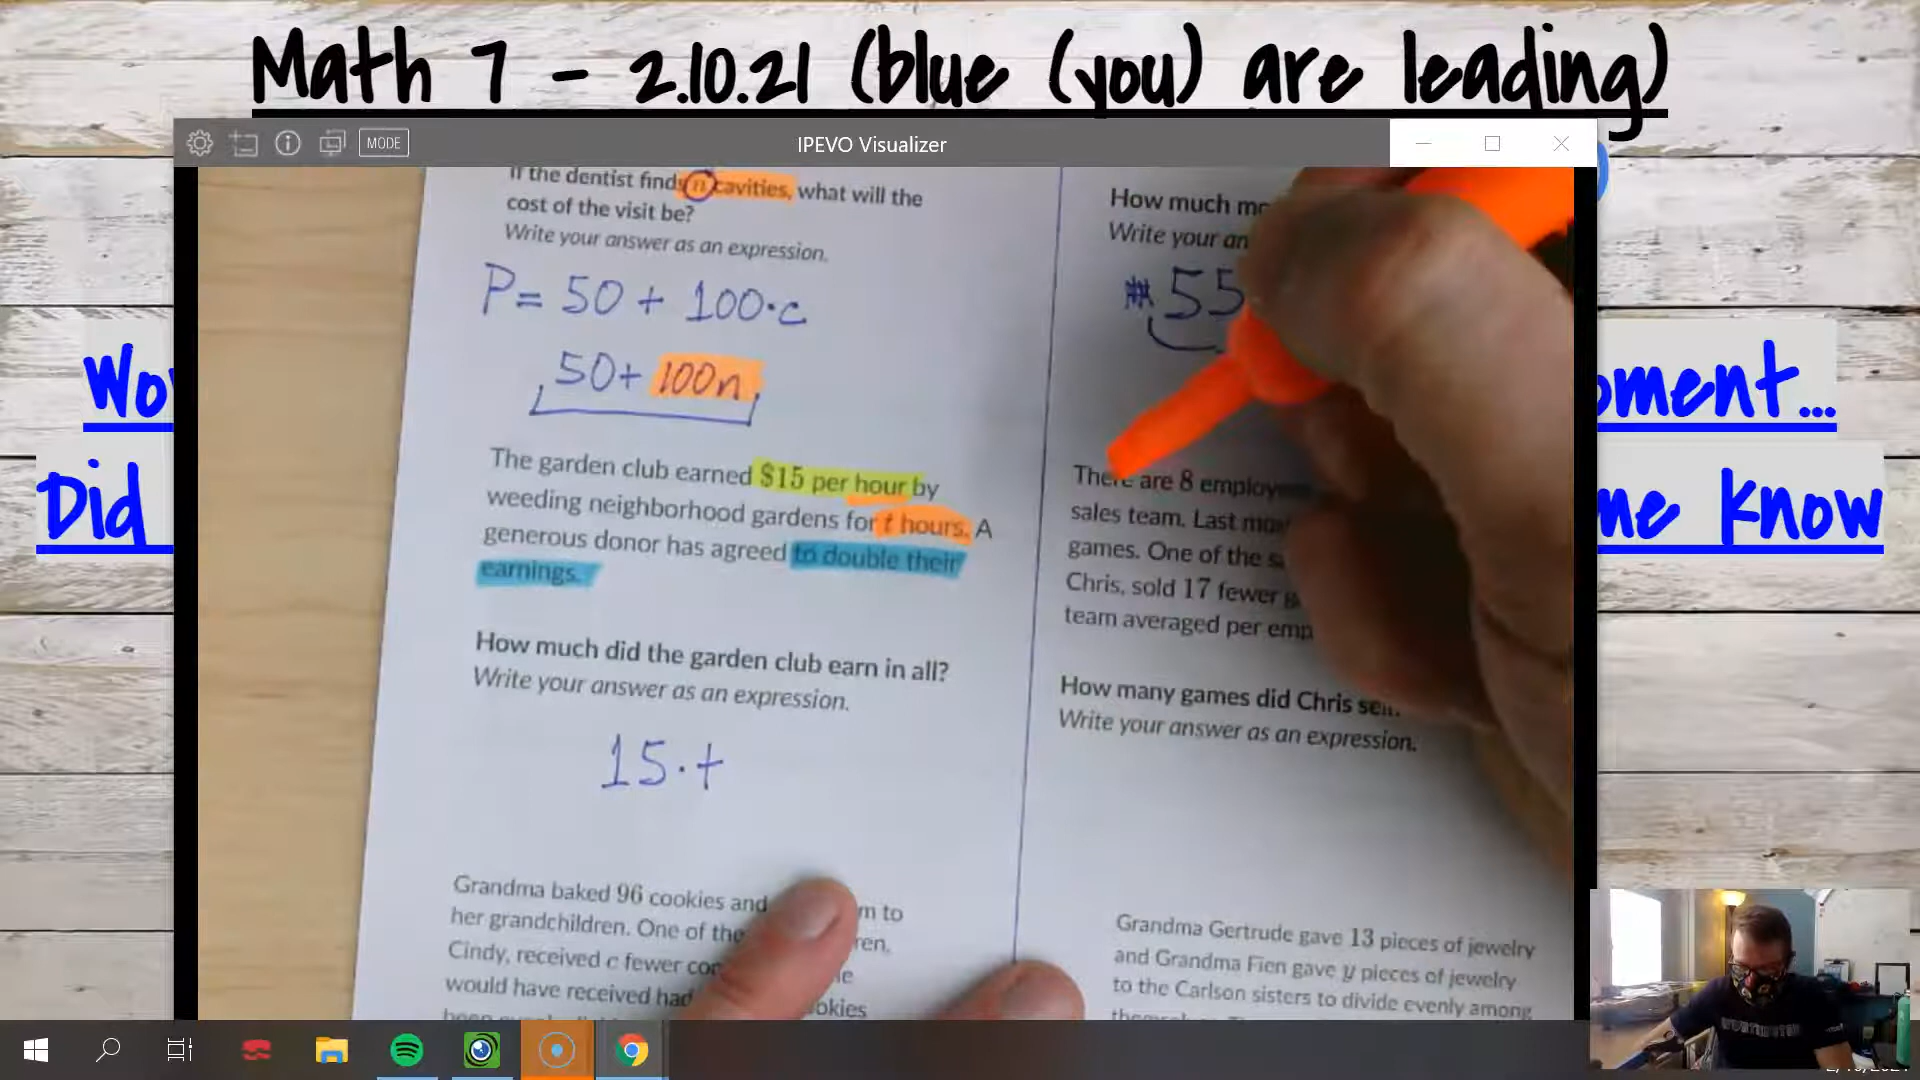 Math 7 - 2.10.21 (blue (you) are leading)
MODE
IPEVO Visualizer
If the dentist finds n cavities, what will the
cost of the visit be?
Write your answer as an expression.
P = 50 + 100·c
50 + 100n
The garden club earned $15 per hour by
weeding neighborhood gardens for t hours. A
generous donor has agreed to double their
earnings.
How much did the garden club earn in all?
Write your answer as an expression.
15·t
Grandma baked 96 cookies and
her grandchildren. One of the
Cindy, received c fewer
would have received had
How much
Write your an
55
There are 8
sales team. Last
games. One of the
Chris, sold 17 fewer
team averaged per
How many games did Chris sell?
Write your answer as an expression.
Grandma Gertrude gave 13 pieces of jewelry
and Grandma Fien gave y pieces of jewelry
to the Carlson sisters to divide evenly among
Did
me know